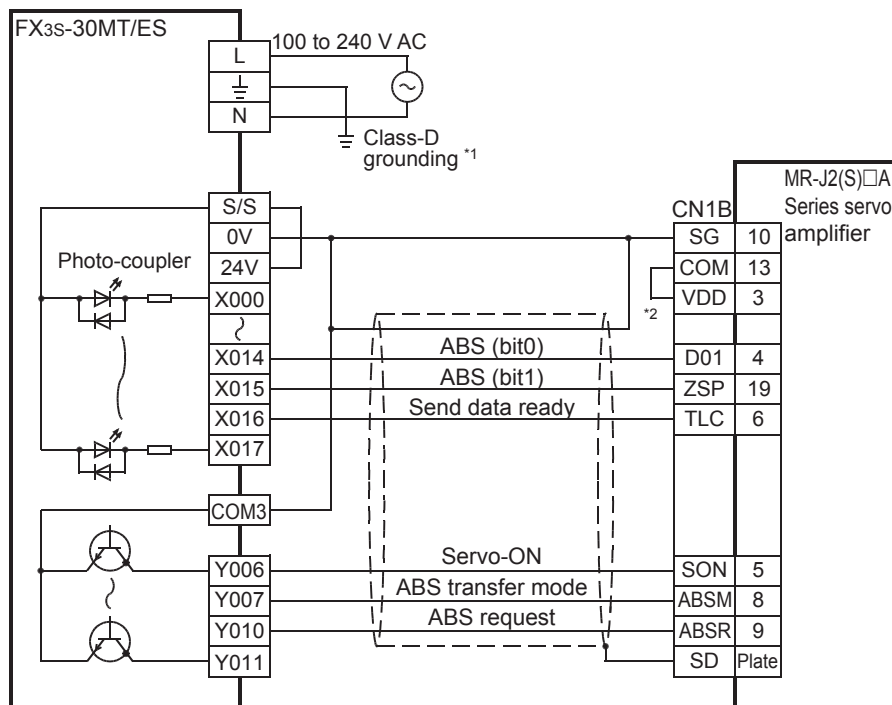 FX3S-30MT/ES
L
100 to 240 V AC
N
Class-D
grounding *1
MR-J2(S)□A
Series servo
amplifier
CN1B
S/S
0V
24V
Photo-coupler
X000
SG 10
COM 13
VDD 3
*2
X014 ABS (bit0) D01 4
X015 ABS (bit1) ZSP 19
X016 Send data ready TLC 6
X017
COM3
Y006 Servo-ON SON 5
Y007 ABS transfer mode ABSM 8
Y010 ABS request ABSR 9
Y011 SD Plate